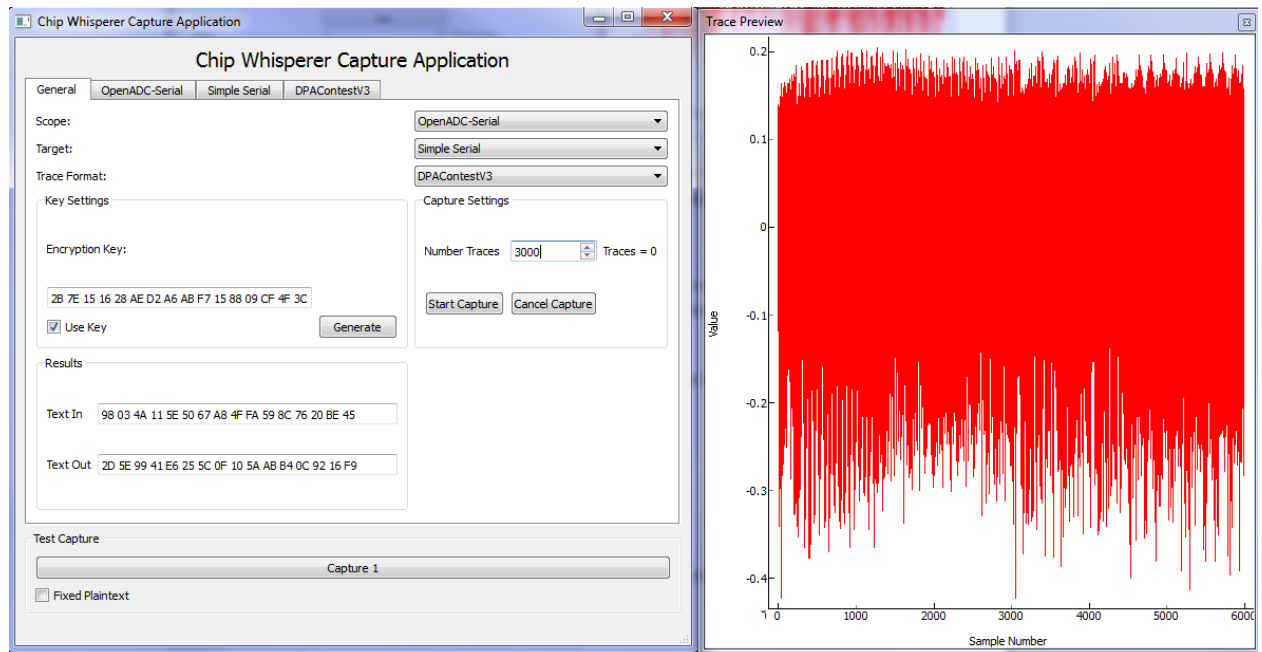 Chip Whisperer Capture Application
Chip Whisperer Capture Application
General OpenADC-Serial Simple Serial DPAContestV3
Scope: OpenADC-Serial
Target: Simple Serial
Trace Format: DPAContestV3
Key Settings
Encryption Key:
2B 7E 15 16 28 AE D2 A6 AB F7 15 88 09 CF 4F 3C
Use Key Generate
Capture Settings
Number Traces 3000 Traces = 0
Start Capture Cancel Capture
Results
Text In 98 03 4A 11 5E 50 67 A8 4F FA 59 8C 76 20 BE 45
Text Out 2D 5E 99 41 E6 25 5C 0F 10 5A AB B4 0C 92 16 F9
Test Capture
Capture 1
Fixed Plaintext
Trace Preview
0.2
0.1
0
-0.1
-0.2
-0.3
-0.4
Value
0 1000 2000 3000 4000 5000 6000
Sample Number